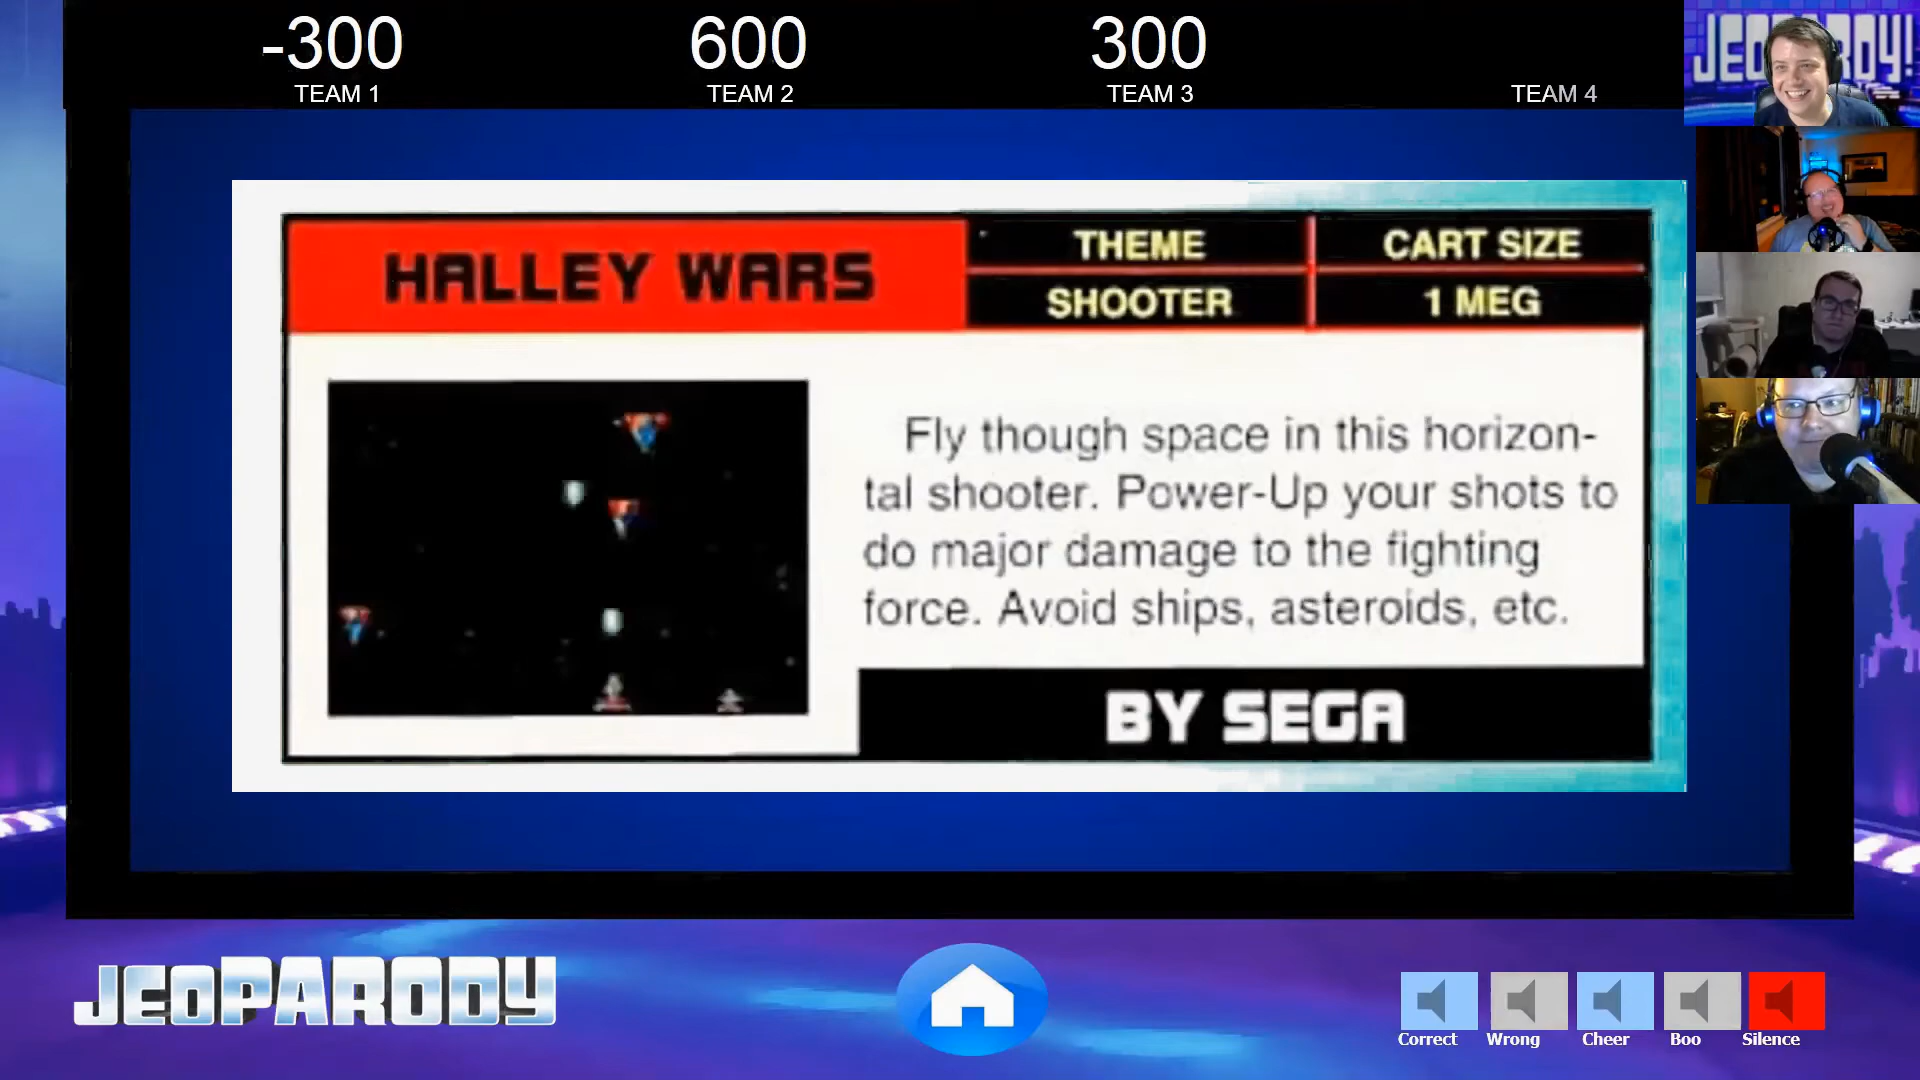 -300
TEAM 1
600
TEAM 2
300
TEAM 3
TEAM 4
HALLEY WARS
THEME
CART SIZE
SHOOTER
1 MEG
Fly though space in this horizon-
tal shooter. Power-Up your shots to
do major damage to the fighting
force. Avoid ships, asteroids, etc.
BY SEGA
JEOPARODY
Correct
Wrong
Cheer
Boo
Silence